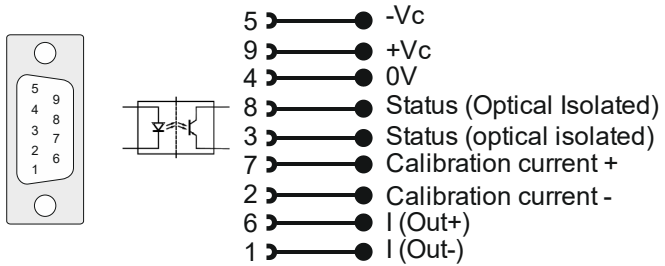 5
4
3
2
1
9
8
7
6
5 -Vc
9 +Vc
4 0V
8 Status (Optical Isolated)
3 Status (optical isolated)
7 Calibration current +
2 Calibration current -
6 I (Out+)
1 I (Out-)